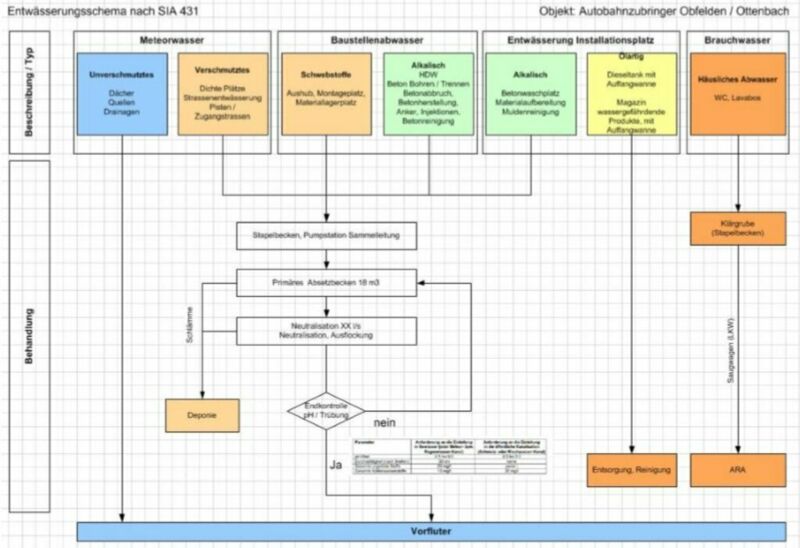 Entwässerungsschema nach SIA 431
Objekt: Autobahnzubringer Obfelden / Ottenbach
Beschreibung / Typ
Meteorwasser
Unverschmutztes
Dächer
Quellen
Drainagen
Verschmutztes
Dichte Plätze
Strassenentwässerung
Pisten /
Zugangstrassen
Baustellenabwasser
Schwebstoffe
Aushub, Montageplatz,
Materiallagerplatz
Alkalisch
HDW
Beton Bohren / Trennen
Betonabbruch,
Betonherstellung,
Anker, Injektionen,
Betonreinigung
Entwässerung Installationsplatz
Alkalisch
Betonwaschplatz
Materialaufbereitung
Muldenreinigung
Ölartig
Dieseltank mit
Auffangwanne
Magazin
wassergefährdende
Produkte, mit
Auffangwanne
Brauchwasser
Häusliches Abwasser
WC, Lavabos
Behandlung
Stapelbecken, Pumpstation Sammelleitung
Klärgrube
(Stapelbecken)
Primäres Absetzbecken 18 m3
Schlämme
Neutralisation XX l/s
Neutralisation, Ausflockung
Saugwagen (LKW)
Deponie
Endkontrolle
pH / Trübung
nein
Ja
Parameter
Entsorgung, Reinigung
ARA
Vorfluter